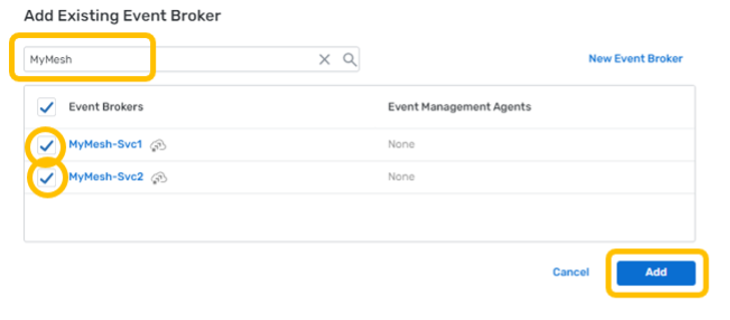 Add Existing Event Broker
MyMesh
New Event Broker
Event Brokers Event Management Agents
MyMesh-Svc1 None
MyMesh-Svc2 None
Cancel Add